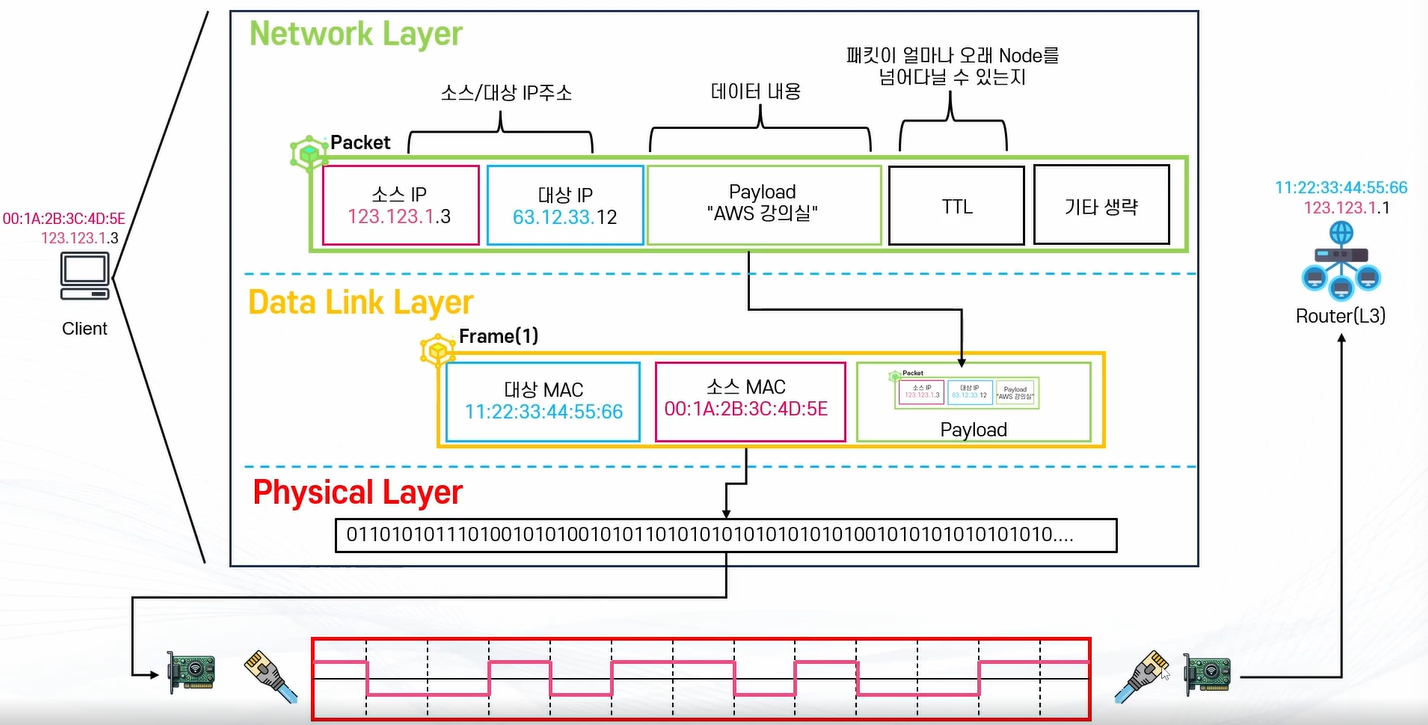 Network Layer
패킷이 얼마나 오래 Node를
넘어다닐 수 있는지
소스/대상 IP주소
데이터 내용
Packet
소스 IP
123.123.1.3
대상 IP
63.12.33.12
Payload
"AWS 강의실"
TTL
기타 생략
00:1A:2B:3C:4D:5E
123.123.1.3
Client
11:22:33:44:55:66
123.123.1.1
Router(L3)
Data Link Layer
Frame(1)
대상 MAC
11:22:33:44:55:66
소스 MAC
00:1A:2B:3C:4D:5E
Packet
소스 IP
123.123.1.3
대상 IP
63.12.33.12
Payload
"AWS 강의실"
Payload
Physical Layer